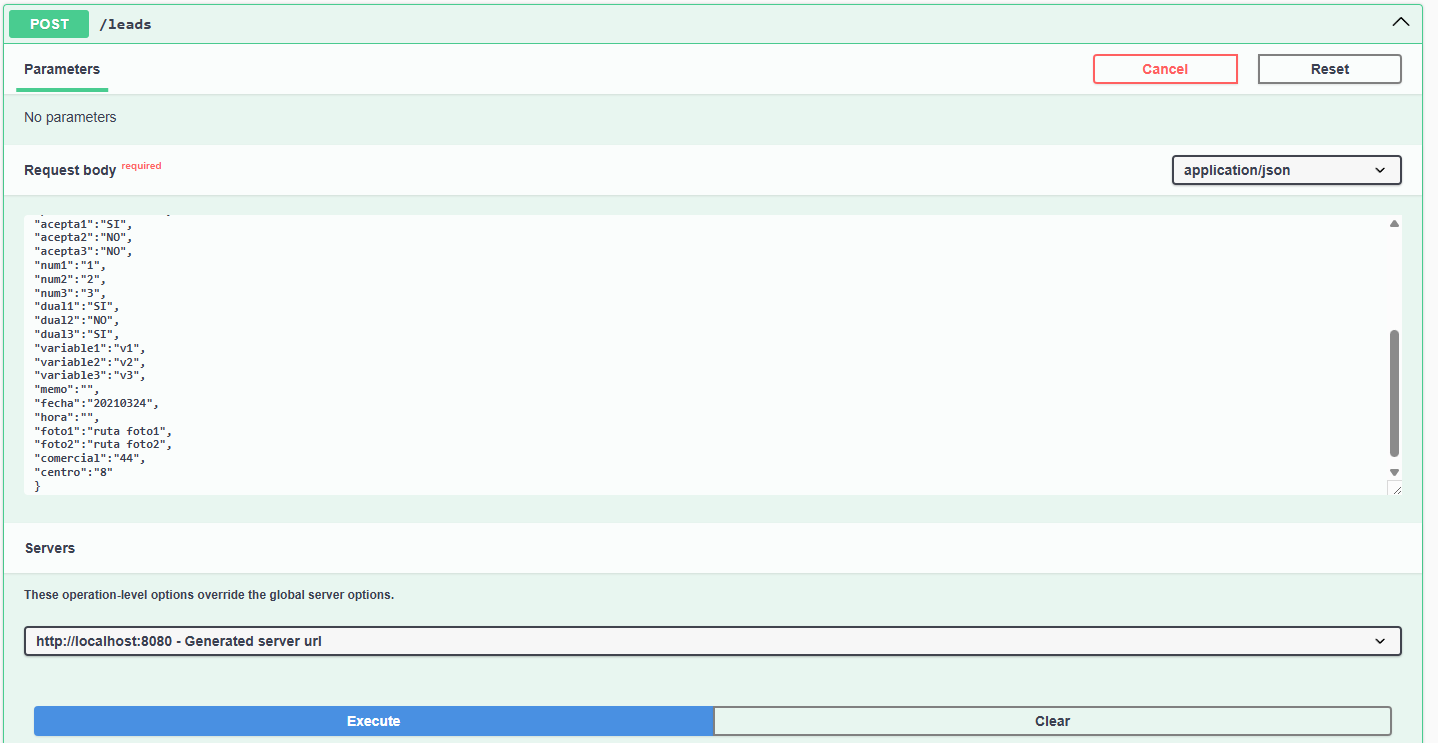 POST /leads
Parameters
Cancel
Reset
No parameters
Request body required
application/json
"acepta1":"SI",
"acepta2":"NO",
"acepta3":"NO",
"num1":"1",
"num2":"2",
"num3":"3",
"dual1":"SI",
"dual2":"NO",
"dual3":"SI",
"variable1":"v1",
"variable2":"v2",
"variable3":"v3",
"memo":"",
"fecha":"20210324",
"hora":"",
"foto1":"ruta foto1",
"foto2":"ruta foto2",
"comercial":"44",
"centro":"8"
}
Servers
These operation-level options override the global server options.
http://localhost:8080 - Generated server url
Execute
Clear